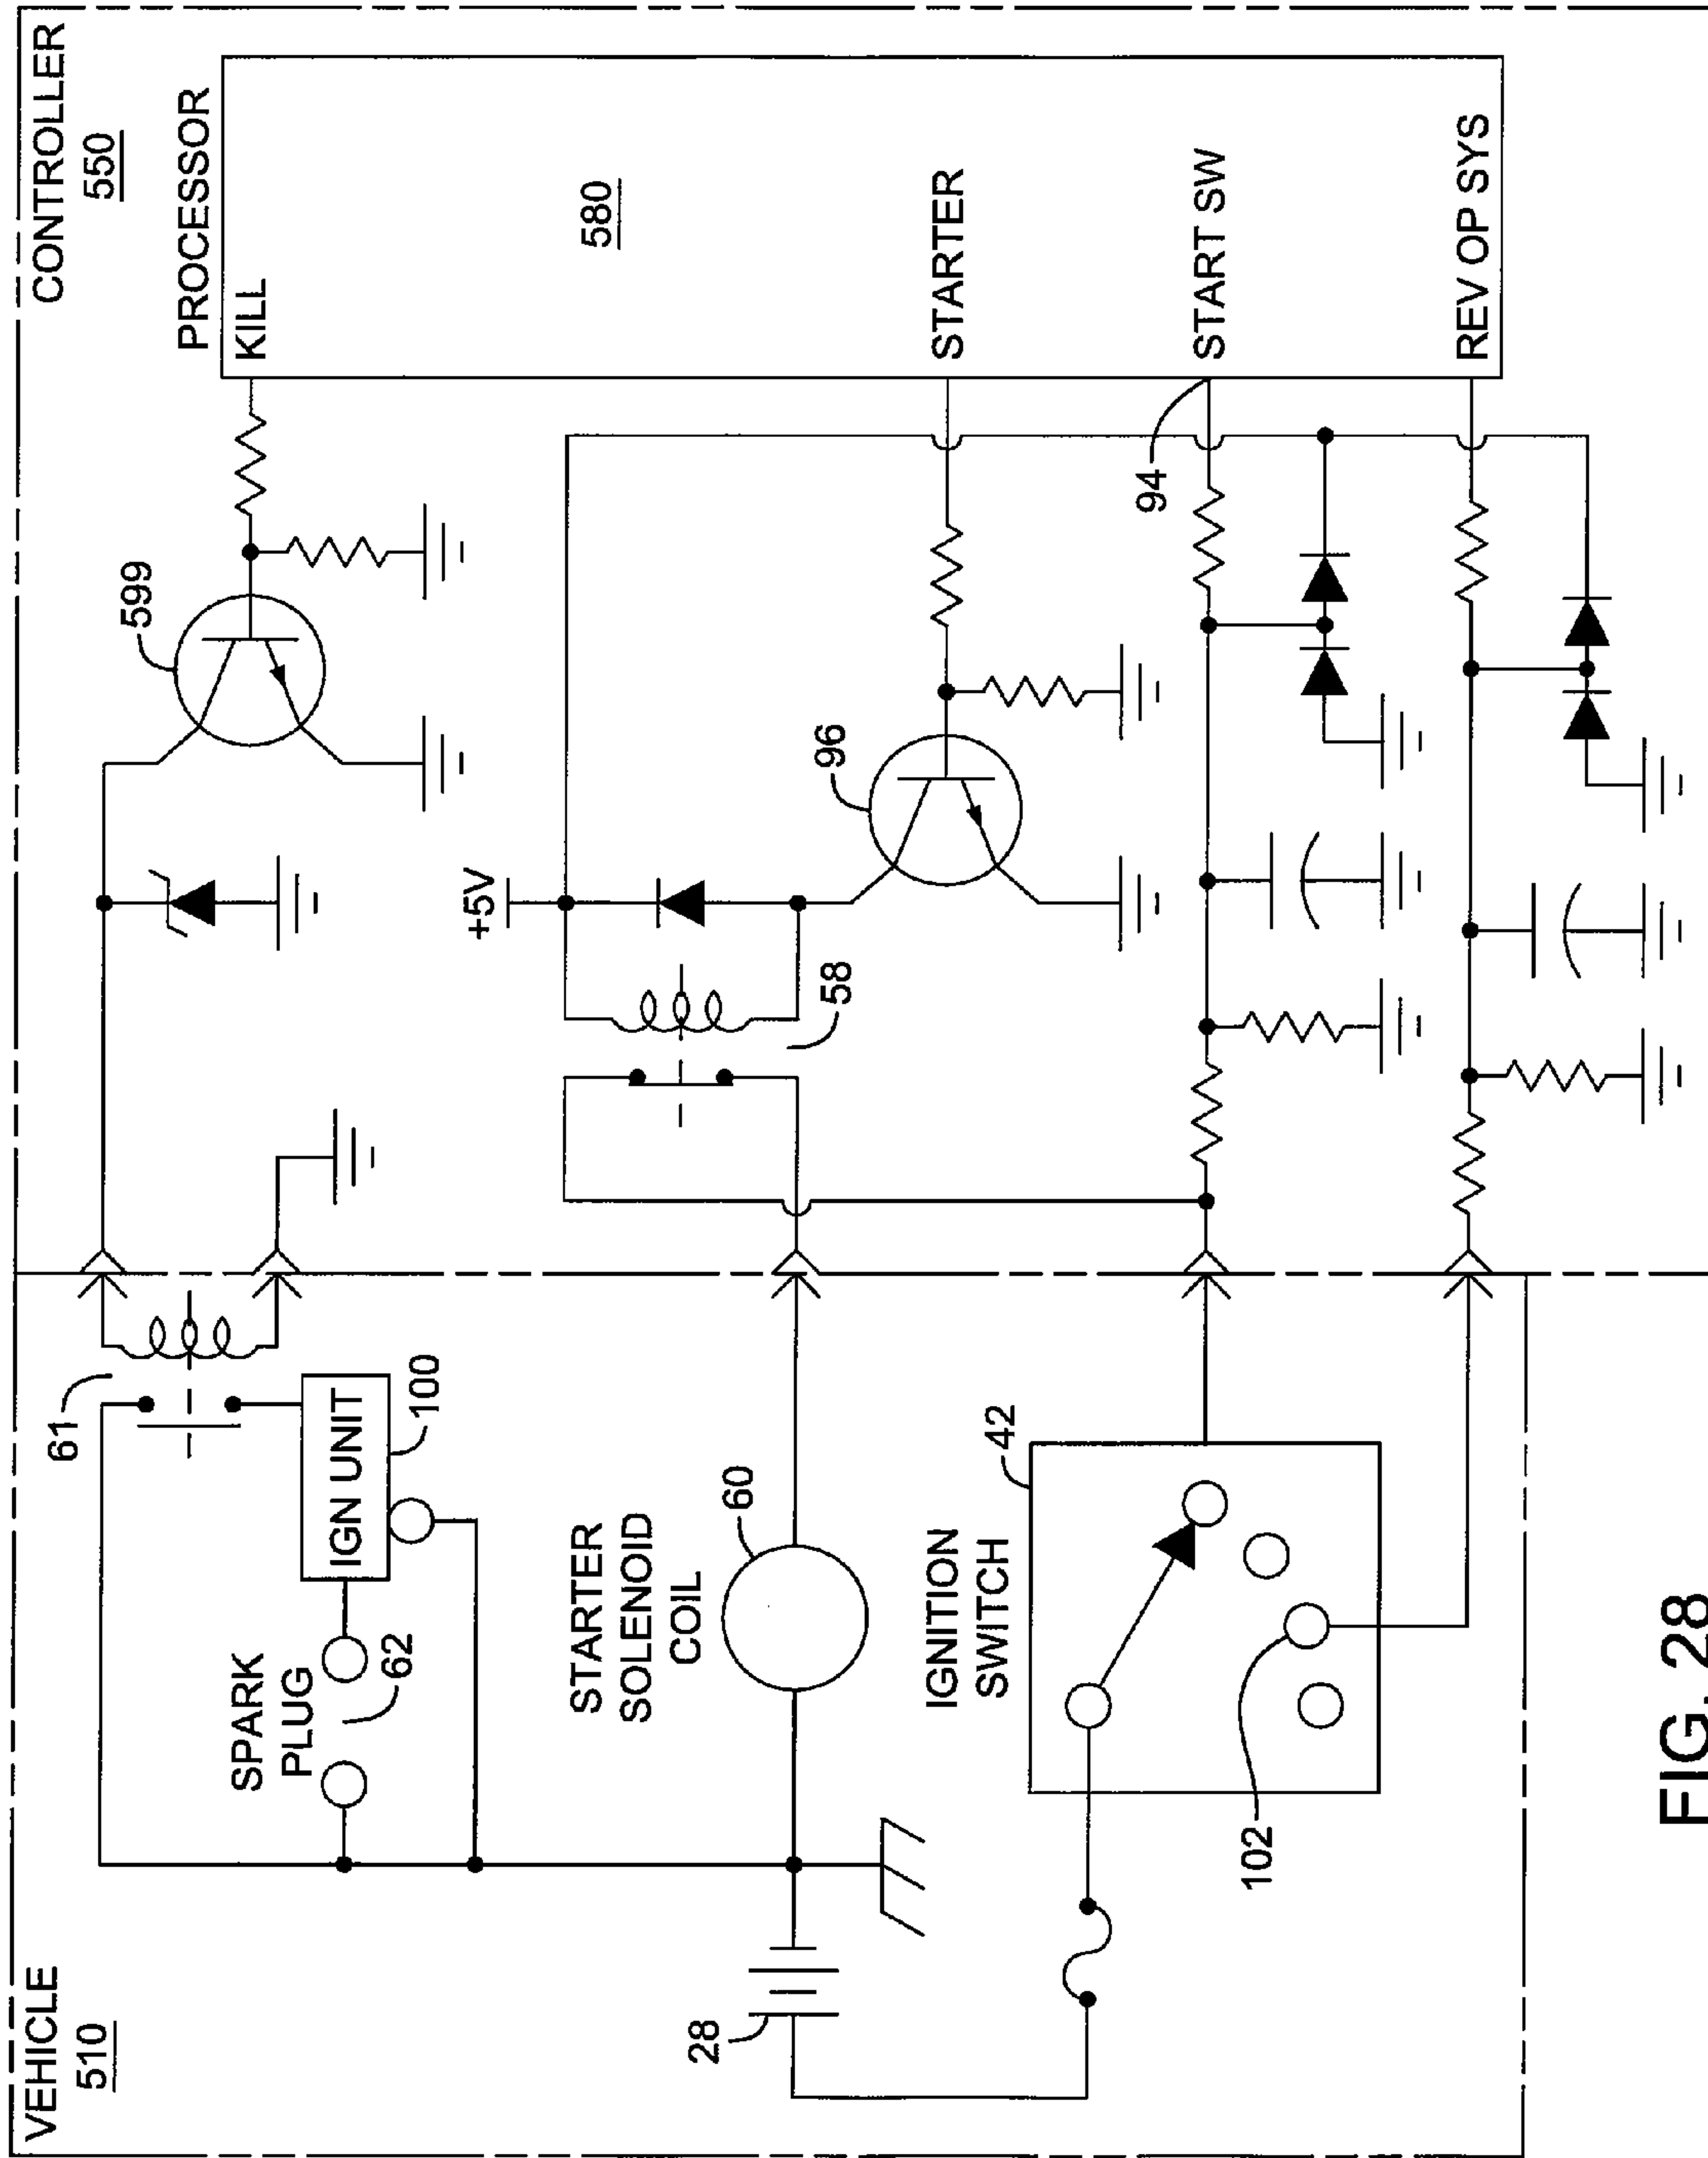 VEHICLE
510
CONTROLLER
550
PROCESSOR
KILL
580
STARTER
START SW
REV OP SYS
599
61
IGN UNIT
100
SPARK
PLUG
62
+5V
58
96
94
STARTER
SOLENOID
COIL
60
28
IGNITION
SWITCH
42
102
FIG. 28